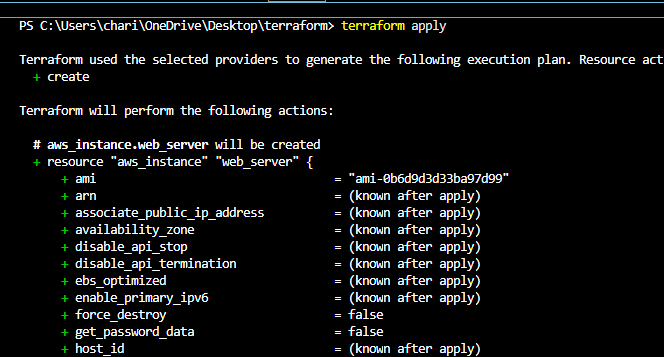 PS C:\Users\chari\OneDrive\Desktop\terraform> terraform apply
Terraform used the selected providers to generate the following execution plan. Resource act
+ create
Terraform will perform the following actions:
# aws_instance.web_server will be created
+ resource "aws_instance" "web_server" {
+ ami = "ami-0b6d9d3d33ba97d99"
+ arn = (known after apply)
+ associate_public_ip_address = (known after apply)
+ availability_zone = (known after apply)
+ disable_api_stop = (known after apply)
+ disable_api_termination = (known after apply)
+ ebs_optimized = (known after apply)
+ enable_primary_ipv6 = (known after apply)
+ force_destroy = false
+ get_password_data = false
+ host_id = (known after apply)